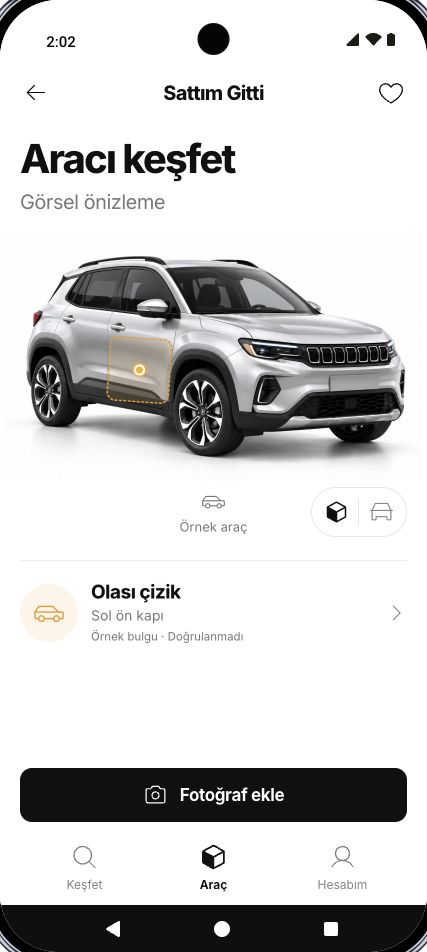 2:02
Sattım Gitti
Aracı keşfet
Görsel önizleme
Örnek araç
Olası çizik
Sol ön kapı
Örnek bulgu · Doğrulanmadı
Fotoğraf ekle
Keşfet
Araç
Hesabım